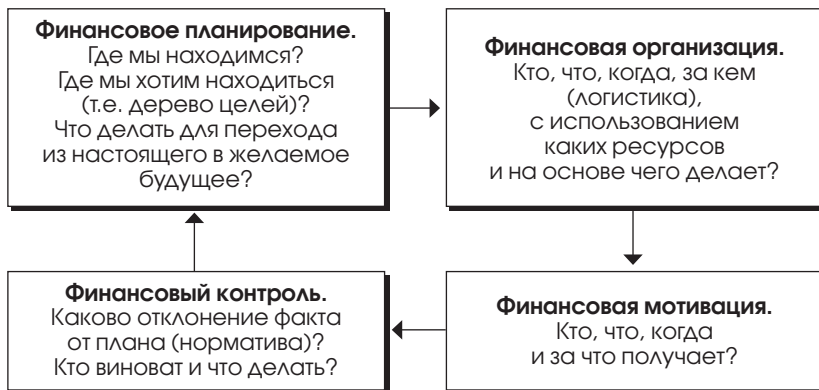 Финансовое планирование.
Где мы находимся?
Где мы хотим находиться
(т.е. дерево целей)?
Что делать для перехода
из настоящего в желаемое
будущее?
Финансовая организация.
Кто, что, когда, за кем
(логистика),
с использованием
каких ресурсов
и на основе чего делает?
Финансовый контроль.
Каково отклонение факта
от плана (норматива)?
Кто виноват и что делать?
Финансовая мотивация.
Кто, что, когда
и за что получает?